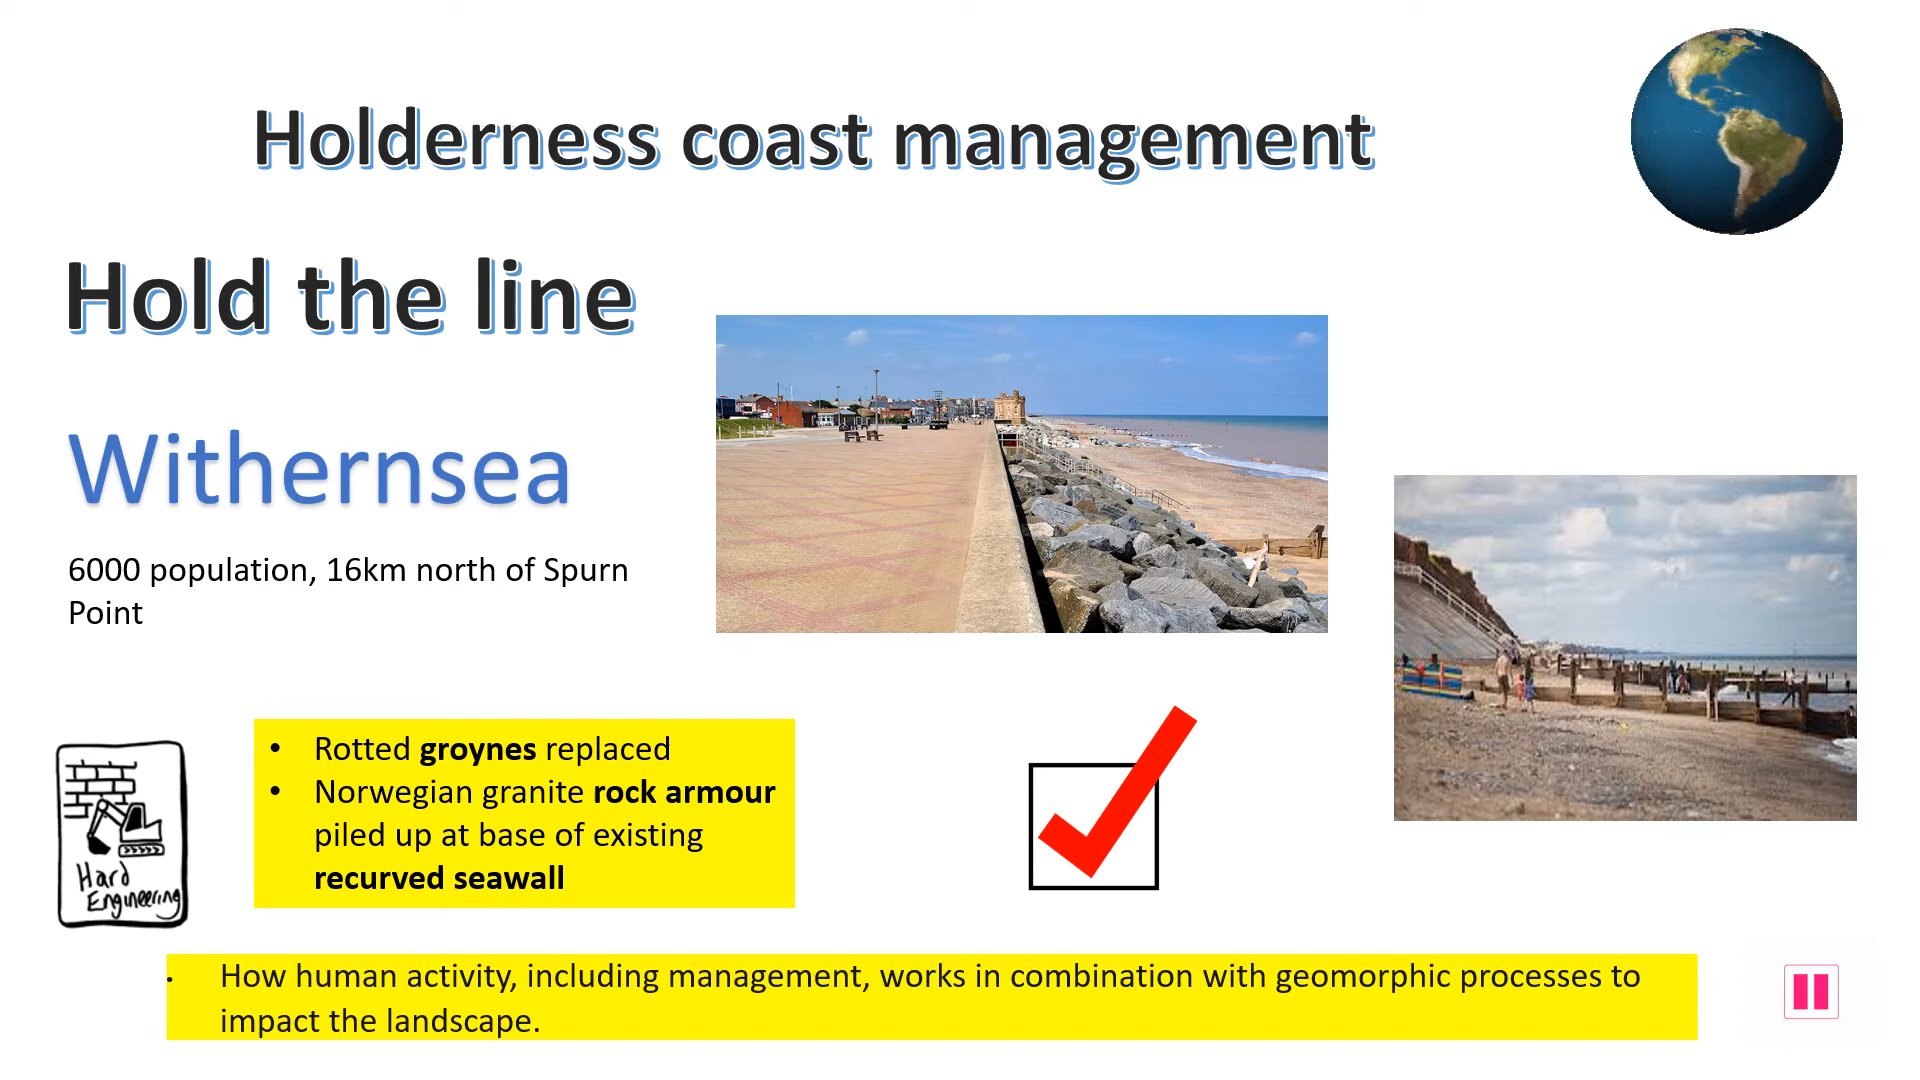 Holderness coast management
Hold the line
Withernsea
6000 population, 16km north of Spurn
Point
• Rotted groynes replaced
• Norwegian granite rock armour
piled up at base of existing
recurved seawall
Hard
Engineering
• How human activity, including management, works in combination with geomorphic processes to
impact the landscape.